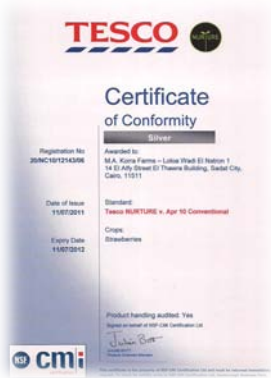 TESCO
NURTURE
Certificate
of Conformity
Silver
Registration No
20/NC10/12143/06
Awarded to:
M.A. Korra Farms – Lotus Wadi El Natron 1
14 El Alfy Street El Thawra Building, Sadat City,
Cairo, 11011
Date of Issue
11/07/2011
Standard:
Tesco NURTURE v. Apr 10 Conventional
Expiry Date
11/07/2012
Crops:
Strawberries
Product handling audited: Yes
Signed on behalf of NSF-CMi Certification Ltd
NSF
cmi